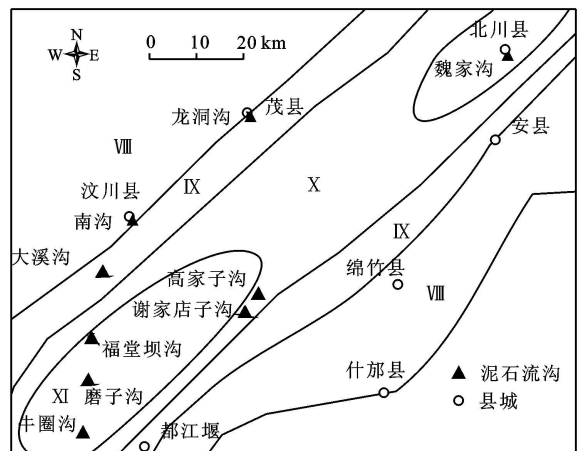 N
W E
S
0 10 20 km
北川县
魏家沟
龙洞沟 茂县
安县
Ⅷ
Ⅸ
Ⅹ
汶川县
南沟
Ⅸ
大溪沟
高家子沟
绵竹县
Ⅷ
谢家店子沟
福堂坝沟
什邡县
泥石流沟
Ⅺ 磨子沟
县城
牛圈沟
都江堰